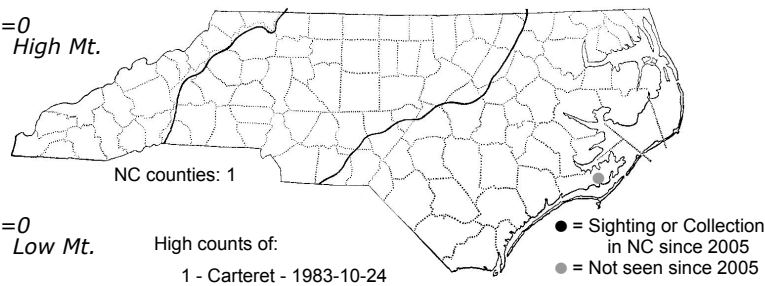 =0
High Mt.
NC counties: 1
=0
Low Mt.
High counts of:
1 - Carteret - 1983-10-24
● = Sighting or Collection
in NC since 2005
● = Not seen since 2005